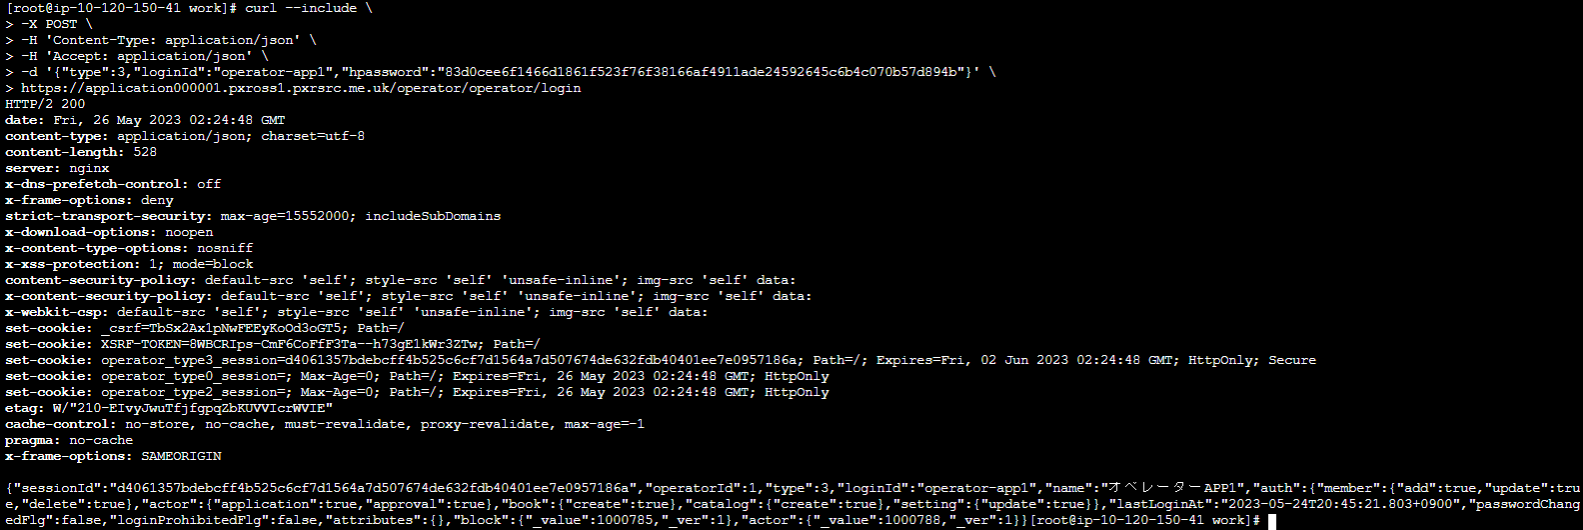 [root@ip-10-120-150-41 work]# curl --include \
> -X POST \
> -H 'Content-Type: application/json' \
> -H 'Accept: application/json' \
> -d '{"type":3,"loginId":"operator-app1","hpassword":"83d0cee6f1466d1861f523f76f38166af4911ade24592645c6b4c070b57d894b"}' \
> https://application000001.pxross1.pxrsrc.me.uk/operator/operator/login
HTTP/2 200
date: Fri, 26 May 2023 02:24:48 GMT
content-type: application/json; charset=utf-8
content-length: 528
server: nginx
x-dns-prefetch-control: off
x-frame-options: deny
strict-transport-security: max-age=15552000; includeSubDomains
x-download-options: noopen
x-content-type-options: nosniff
x-xss-protection: 1; mode=block
content-security-policy: default-src 'self'; style-src 'self' 'unsafe-inline'; img-src 'self' data:
x-content-security-policy: default-src 'self'; style-src 'self' 'unsafe-inline'; img-src 'self' data:
x-webkit-csp: default-src 'self'; style-src 'self' 'unsafe-inline'; img-src 'self' data:
set-cookie: _csrf=TbSx2Ax1pNwFEEyKoOd3oGT5; Path=/
set-cookie: XSRF-TOKEN=8WBCRIps-CmF6CoFfF3Ta--h73gE1kWr3ZTw; Path=/
set-cookie: operator_type3_session=d4061357bdebcff4b525c6cf7d1564a7d507674de632fdb40401ee7e0957186a; Path=/; Expires=Fri, 02 Jun 2023 02:24:48 GMT; HttpOnly; Secure
set-cookie: operator_type0_session=; Max-Age=0; Path=/; Expires=Fri, 26 May 2023 02:24:48 GMT; HttpOnly
set-cookie: operator_type2_session=; Max-Age=0; Path=/; Expires=Fri, 26 May 2023 02:24:48 GMT; HttpOnly
etag: W/"210-EIvyJwuTfjfgpqZbKUVVIcrWVIE"
cache-control: no-store, no-cache, must-revalidate, proxy-revalidate, max-age=-1
pragma: no-cache
x-frame-options: SAMEORIGIN
{"sessionId":"d4061357bdebcff4b525c6cf7d1564a7d507674de632fdb40401ee7e0957186a","operatorId":1,"type":3,"loginId":"operator-app1","name":"オペレーターAPP1","auth":{"member":{"add":true,"update":tru
e,"delete":true},"actor":{"application":true,"approval":true},"book":{"create":true},"catalog":{"create":true},"setting":{"update":true}},"lastLoginAt":"2023-05-24T20:45:21.803+0900","passwordChang
edFlg":false,"loginProhibitedFlg":false,"attributes":{},"block":{"_value":1000785,"_ver":1},"actor":{"_value":1000788,"_ver":1}}[root@ip-10-120-150-41 work]#